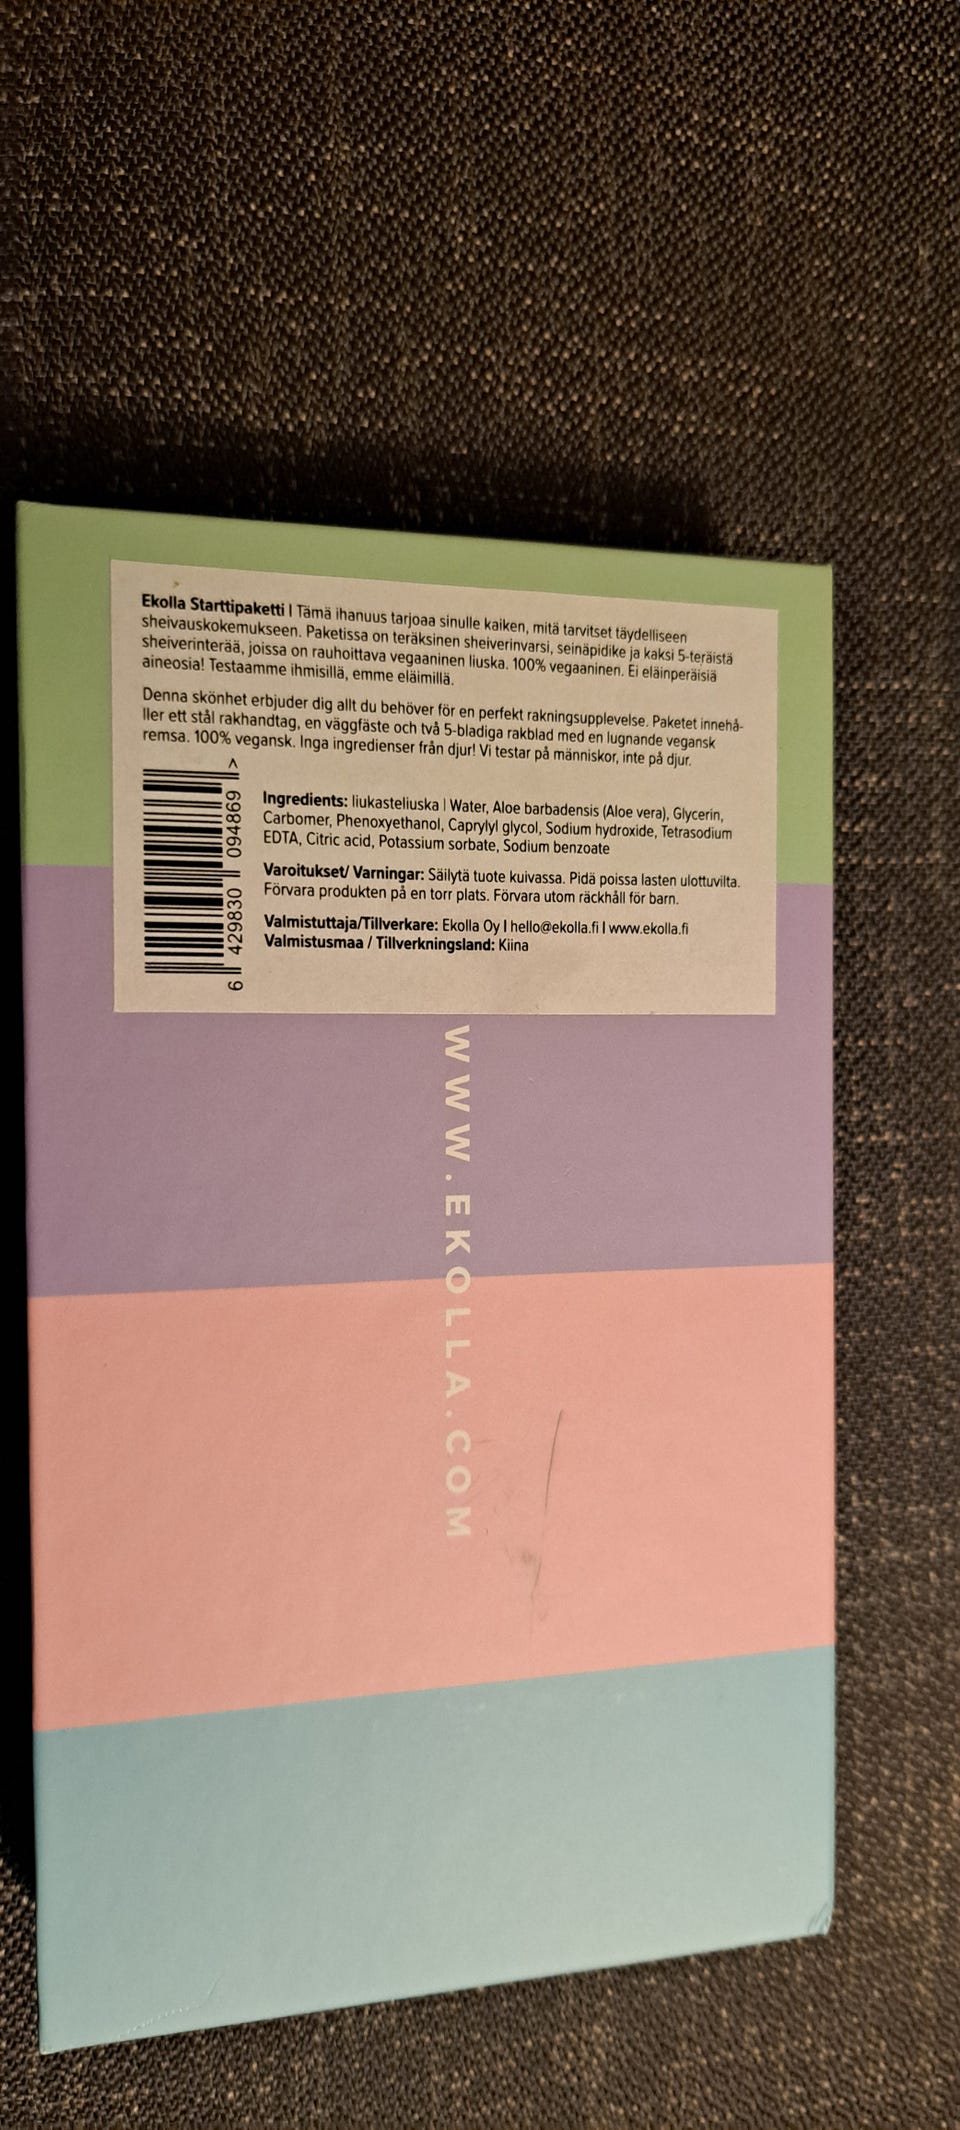 Ekolla Starttipaketti | Tämä ihanuus tarjoaa sinulle kaiken, mitä tarvitset täydelliseen
sheivauskokemukseen. Paketissa on teräksinen sheiverinvarsi, seinäpidike ja kaksi 5-teräistä
sheiverinterää, joissa on rauhoittava vegaaninen liuska. 100% vegaaninen. Ei eläinperäisiä
aineosia! Testaamme ihmisillä, emme eläimillä.
Denna skönhet erbjuder dig allt du behöver för en perfekt rakningsupplevelse. Paketet innehå-
ller ett stål rakhandtag, en väggfäste och två 5-bladiga rakblad med en lugnande vegansk
remsa. 100% vegansk. Inga ingredienser från djur! Vi testar på människor, inte på djur.
6 429830 094869 >
Ingredients: liukasteliuska | Water, Aloe barbadensis (Aloe vera), Glycerin,
Carbomer, Phenoxyethanol, Caprylyl glycol, Sodium hydroxide, Tetrasodium
EDTA, Citric acid, Potassium sorbate, Sodium benzoate
Varoitukset/ Varningar: Säilytä tuote kuivassa. Pidä poissa lasten ulottuvilta.
Förvara produkten på en torr plats. Förvara utom räckhåll för barn.
Valmistuttaja/Tillverkare: Ekolla Oy | hello@ekolla.fi | www.ekolla.fi
Valmistusmaa / Tillverkningsland: Kiina
WWW.EKOLLA.COM